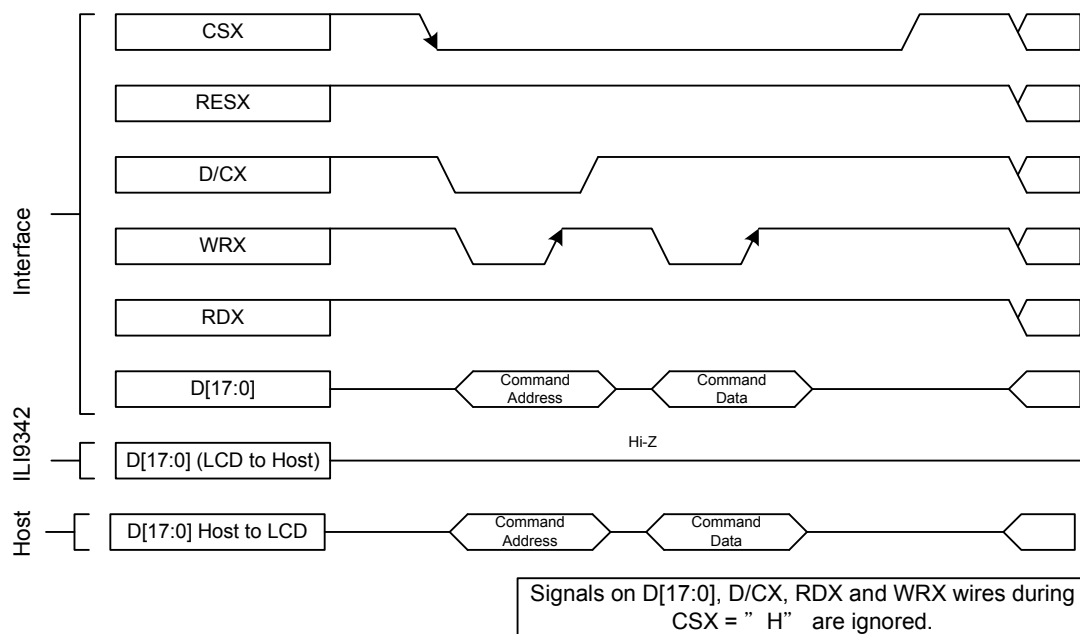 Interface
CSX
RESX
D/CX
WRX
RDX
D[17:0]
Command
Address
Command
Data
ILI9342
D[17:0] (LCD to Host)
Hi-Z
Host
D[17:0] Host to LCD
Command
Address
Command
Data
Signals on D[17:0], D/CX, RDX and WRX wires during
CSX = ” H” are ignored.